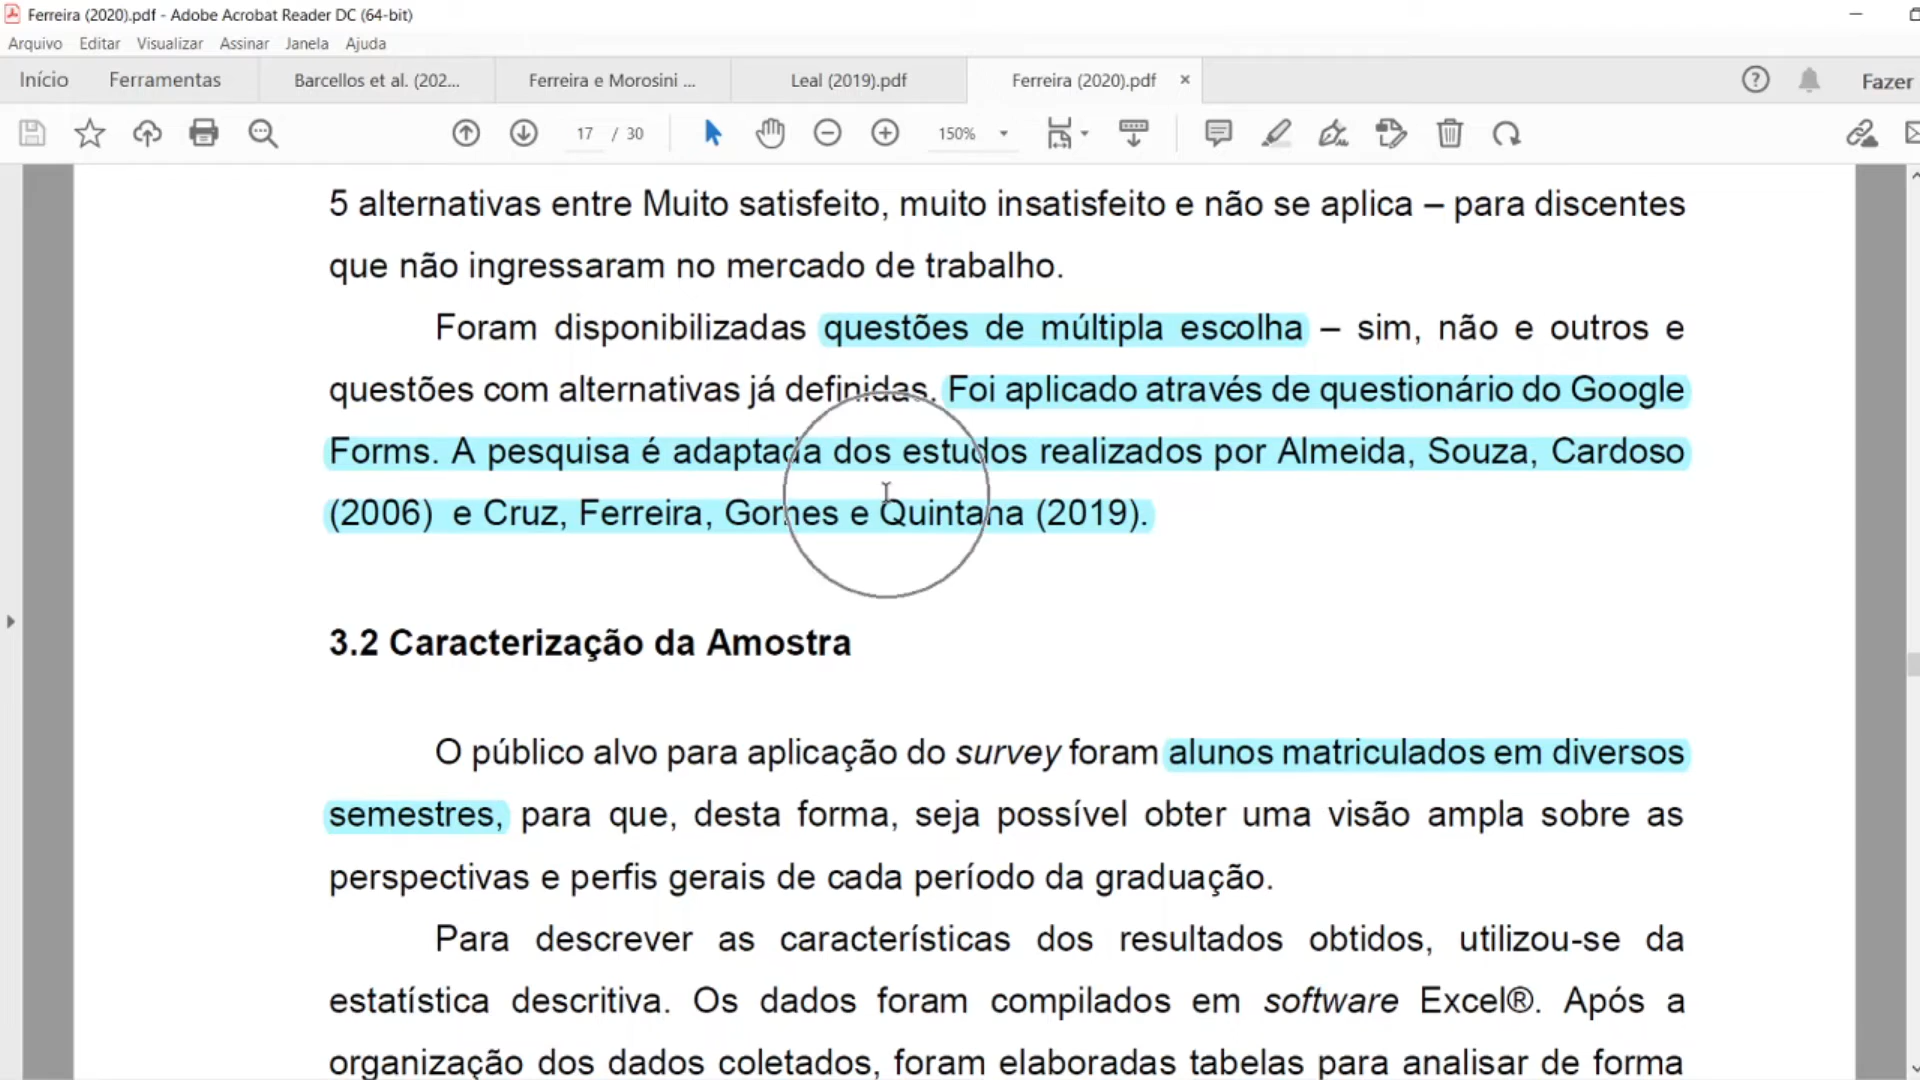 Ferreira (2020).pdf - Adobe Acrobat Reader DC (64-bit)
Arquivo Editar Visualizar Assinar Janela Ajuda
Início Ferramentas Barcellos et al. (202... Ferreira e Morosini ... Leal (2019).pdf Ferreira (2020).pdf × Fazer
17 / 30 150%
5 alternativas entre Muito satisfeito, muito insatisfeito e não se aplica – para discentes
que não ingressaram no mercado de trabalho.
Foram disponibilizadas questões de múltipla escolha – sim, não e outros e
questões com alternativas já definidas. Foi aplicado através de questionário do Google
Forms. A pesquisa é adaptada dos estudos realizados por Almeida, Souza, Cardoso
(2006) e Cruz, Ferreira, Gomes e Quintana (2019).
3.2 Caracterização da Amostra
O público alvo para aplicação do survey foram alunos matriculados em diversos
semestres, para que, desta forma, seja possível obter uma visão ampla sobre as
perspectivas e perfis gerais de cada período da graduação.
Para descrever as características dos resultados obtidos, utilizou-se da
estatística descritiva. Os dados foram compilados em software Excel®. Após a
organização dos dados coletados, foram elaboradas tabelas para analisar de forma